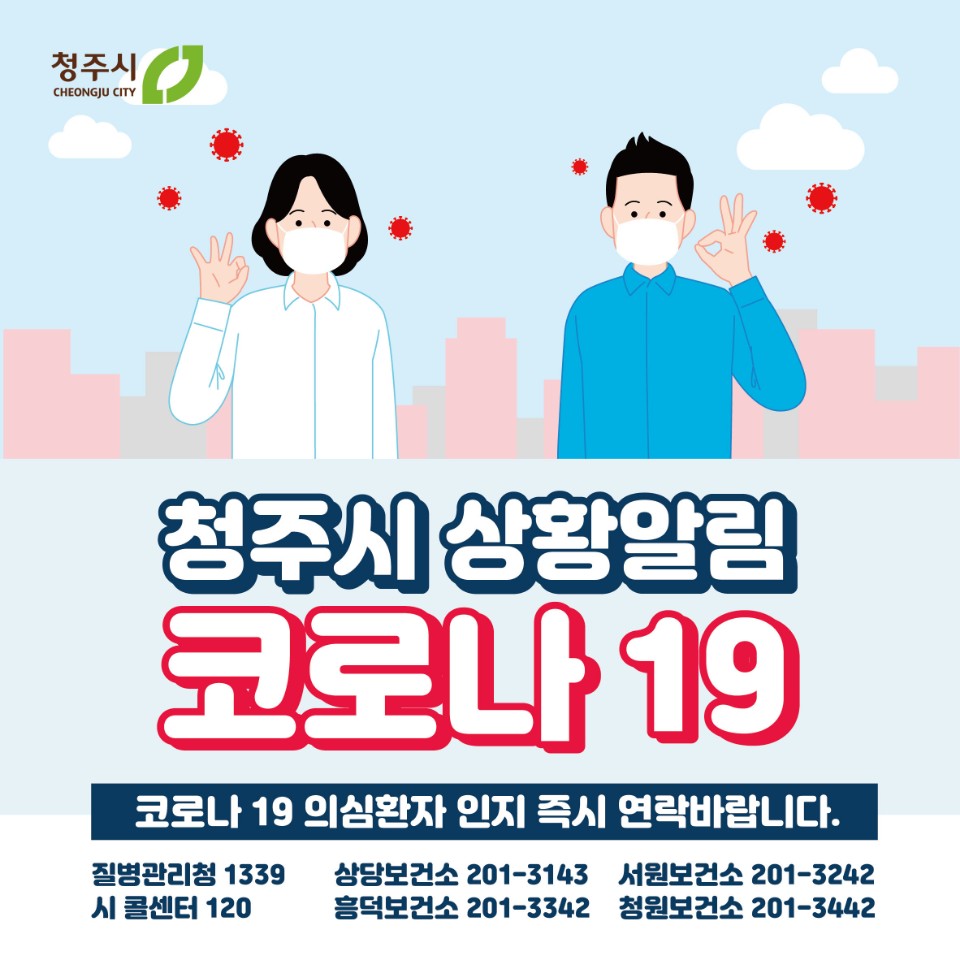 청주시
CHEONGJU CITY
청주시 상황알림
코로나 19
코로나 19 의심환자 인지 즉시 연락바랍니다.
질병관리청 1339 상당보건소 201-3143 서원보건소 201-3242
시 콜센터 120 흥덕보건소 201-3342 청원보건소 201-3442